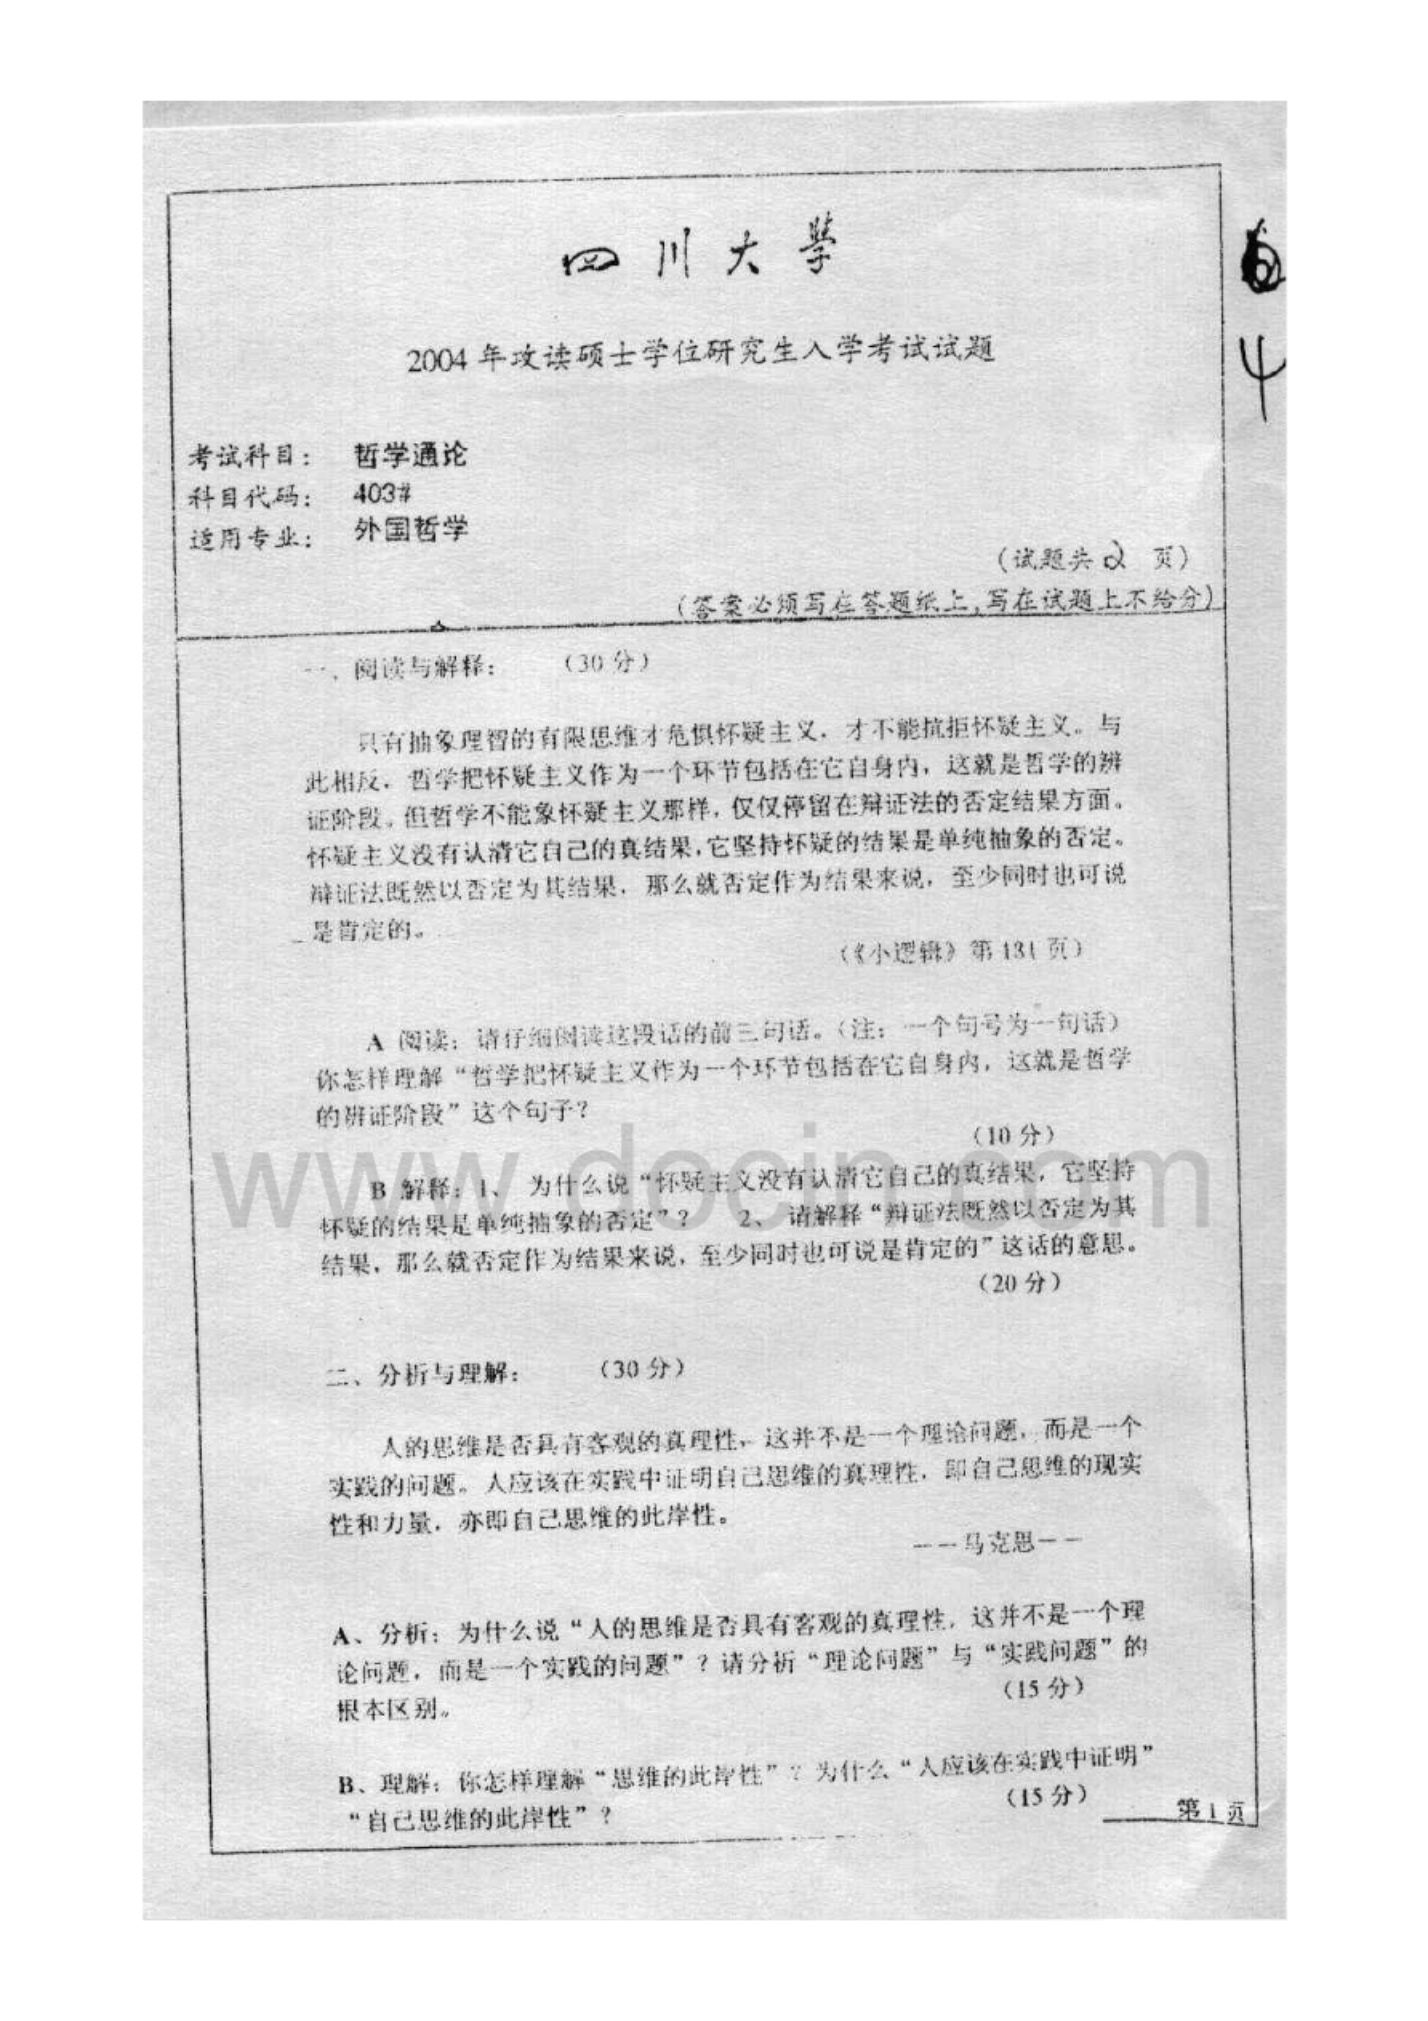 四川大学
2004年攻读硕士学位研究生入学考试试题
考试科目： 哲学通论
科目代码： 403#
适用专业： 外国哲学
（试题共2 页）
（答案必须写在答题纸上,写在试题上不给分）
一、阅读与解释： （30分）
只有抽象理智的有限思维才危惧怀疑主义，才不能抗拒怀疑主义。与
此相反，哲学把怀疑主义作为一个环节包括在它自身内，这就是哲学的辨
证阶段。但哲学不能象怀疑主义那样，仅仅停留在辩证法的否定结果方面。
怀疑主义没有认清它自己的真结果，它坚持怀疑的结果是单纯抽象的否定。
辩证法既然以否定为其结果，那么就否定作为结果来说，至少同时也可说
是肯定的。
（《小逻辑》第181页）
A 阅读：请仔细阅读这段话的前三句话。（注：一个句号为一句话）
你怎样理解“哲学把怀疑主义作为一个环节包括在它自身内，这就是哲学
的辨证阶段”这个句子？
（10分）
B 解释：1、 为什么说“怀疑主义没有认清它自己的真结果，它坚持
怀疑的结果是单纯抽象的否定”？ 2、 请解释“辩证法既然以否定为其
结果，那么就否定作为结果来说，至少同时也可说是肯定的”这话的意思。
（20分）
二、分析与理解： （30分）
人的思维是否具有客观的真理性，这并不是一个理论问题，而是一个
实践的问题。人应该在实践中证明自己思维的真理性，即自己思维的现实
性和力量，亦即自己思维的此岸性。
－－马克思－－
A、分析：为什么说“人的思维是否具有客观的真理性，这并不是一个理
论问题，而是一个实践的问题”？请分析“理论问题”与“实践问题”的
根本区别。 （15分）
B、理解：你怎样理解“思维的此岸性”？为什么“人应该在实践中证明”
“自己思维的此岸性”？ （15分）
第1页
www.docin.com